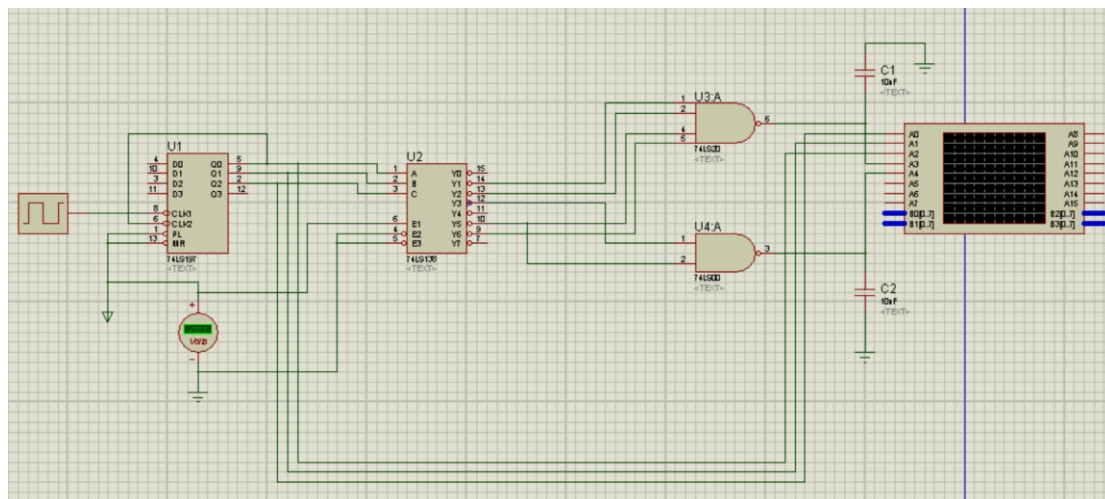 U1
4 D0 Q0 5
10 D1 Q1 9
3 D2 Q2 2
11 D3 Q3 12
8 CLK1
6 CLK2
1 PL
13 MR
74LS197
<TEXT>
U2
1 A Y0 15
2 B Y1 14
3 C Y2 13
Y3 12
Y4 11
6 E1 Y5 10
4 E2 Y6 9
5 E3 Y7 7
74LS138
<TEXT>
U3:A
1
2
4
5
6
74LS20
<TEXT>
U4:A
1
2
3
74LS00
<TEXT>
C1
10nF
<TEXT>
C2
10nF
<TEXT>
+
Volts
-
A0 A8
A1 A9
A2 A10
A3 A11
A4 A12
A5 A13
A6 A14
A7 A15
B0[0..7] B2[0..7]
B1[0..7] B3[0..7]